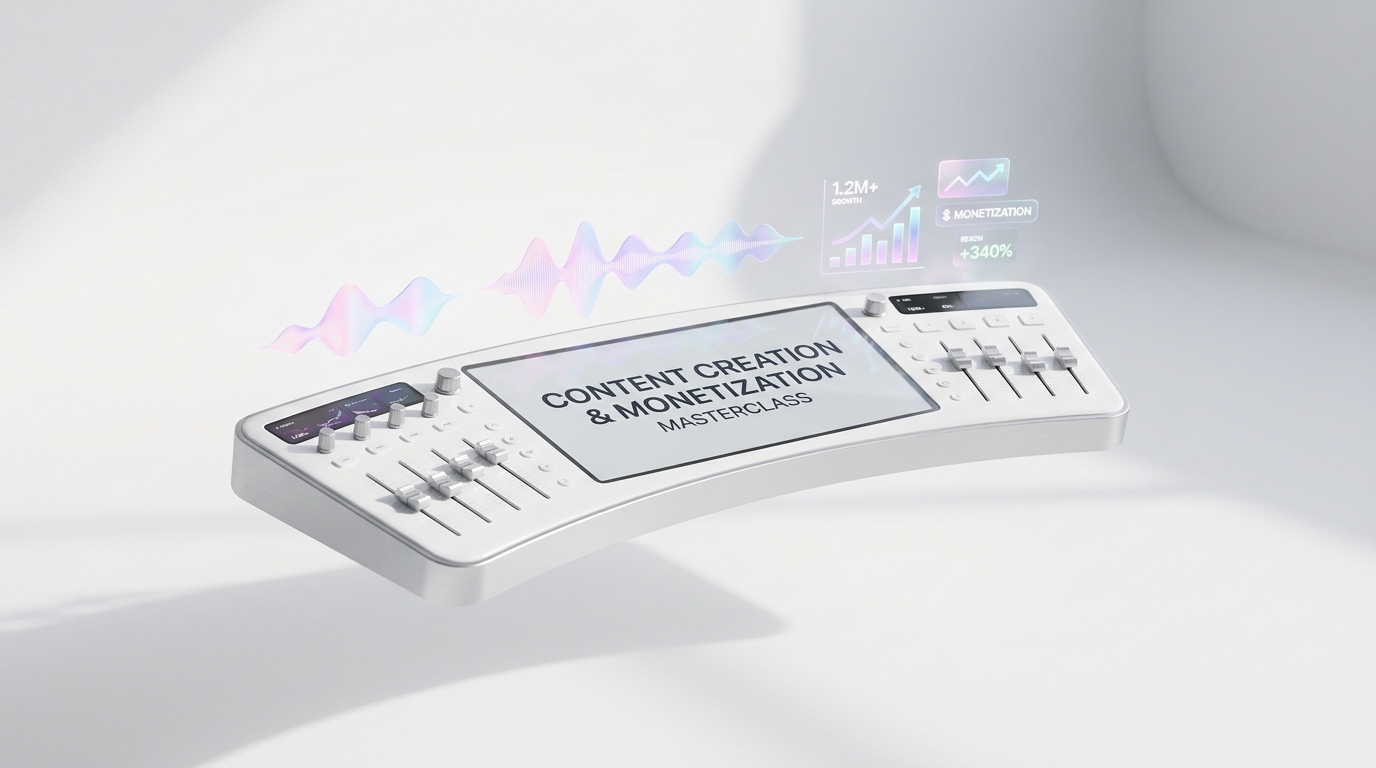 1.2M+
MONETIZATION
+340%
CONTENT CREATION
& MONETIZATION
MASTERCLASS